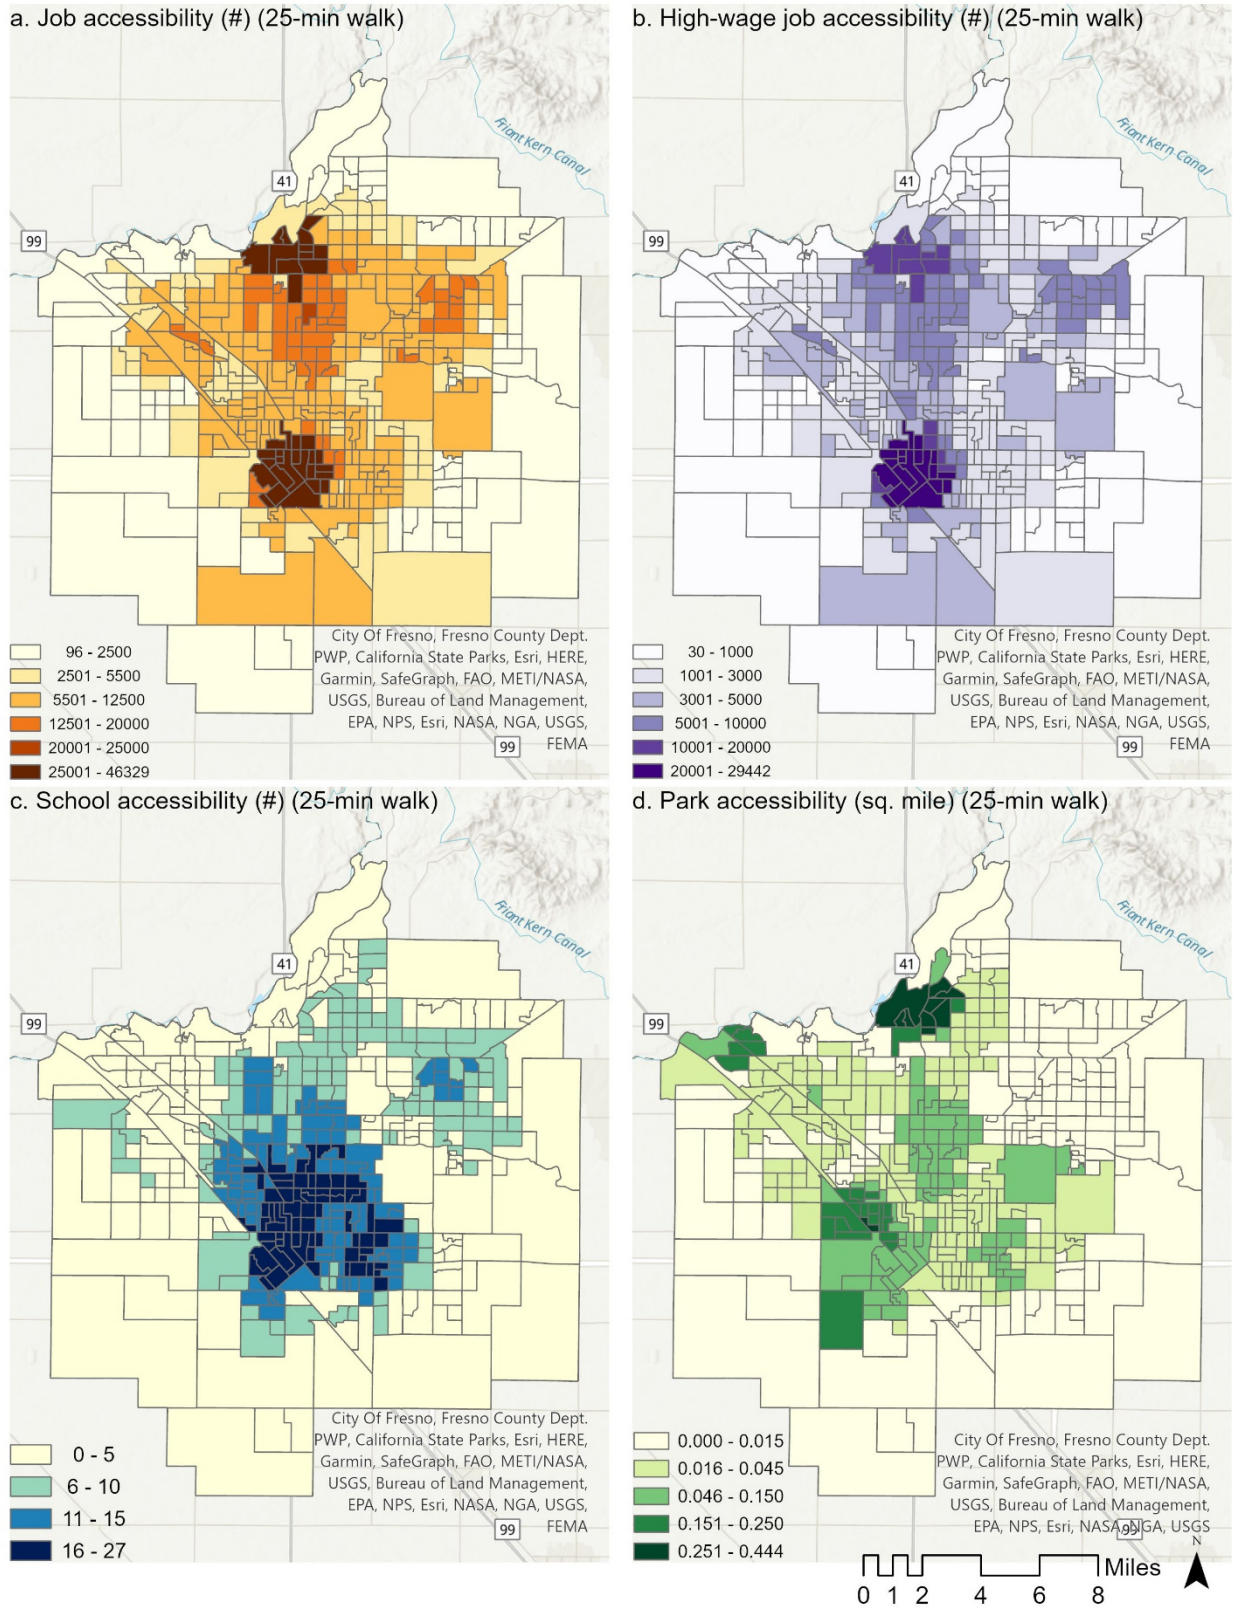 a. Job accessibility (#) (25-min walk)
Friant Kern Canal
41
99
96 - 2500
2501 - 5500
5501 - 12500
12501 - 20000
20001 - 25000
25001 - 46329
City Of Fresno, Fresno County Dept.
PWP, California State Parks, Esri, HERE,
Garmin, SafeGraph, FAO, METI/NASA,
USGS, Bureau of Land Management,
EPA, NPS, Esri, NASA, NGA, USGS,
FEMA
99
b. High-wage job accessibility (#) (25-min walk)
Friant Kern Canal
41
99
30 - 1000
1001 - 3000
3001 - 5000
5001 - 10000
10001 - 20000
20001 - 29442
City Of Fresno, Fresno County Dept.
PWP, California State Parks, Esri, HERE,
Garmin, SafeGraph, FAO, METI/NASA,
USGS, Bureau of Land Management,
EPA, NPS, Esri, NASA, NGA, USGS,
FEMA
99
c. School accessibility (#) (25-min walk)
Friant Kern Canal
41
99
0 - 5
6 - 10
11 - 15
16 - 27
City Of Fresno, Fresno County Dept.
PWP, California State Parks, Esri, HERE,
Garmin, SafeGraph, FAO, METI/NASA,
USGS, Bureau of Land Management,
EPA, NPS, Esri, NASA, NGA, USGS,
FEMA
99
d. Park accessibility (sq. mile) (25-min walk)
Friant Kern Canal
41
99
0.000 - 0.015
0.016 - 0.045
0.046 - 0.150
0.151 - 0.250
0.251 - 0.444
City Of Fresno, Fresno County Dept.
PWP, California State Parks, Esri, HERE,
Garmin, SafeGraph, FAO, METI/NASA,
USGS, Bureau of Land Management,
EPA, NPS, Esri, NASA, NGA, USGS
99
N
Miles
0 1 2 4 6 8